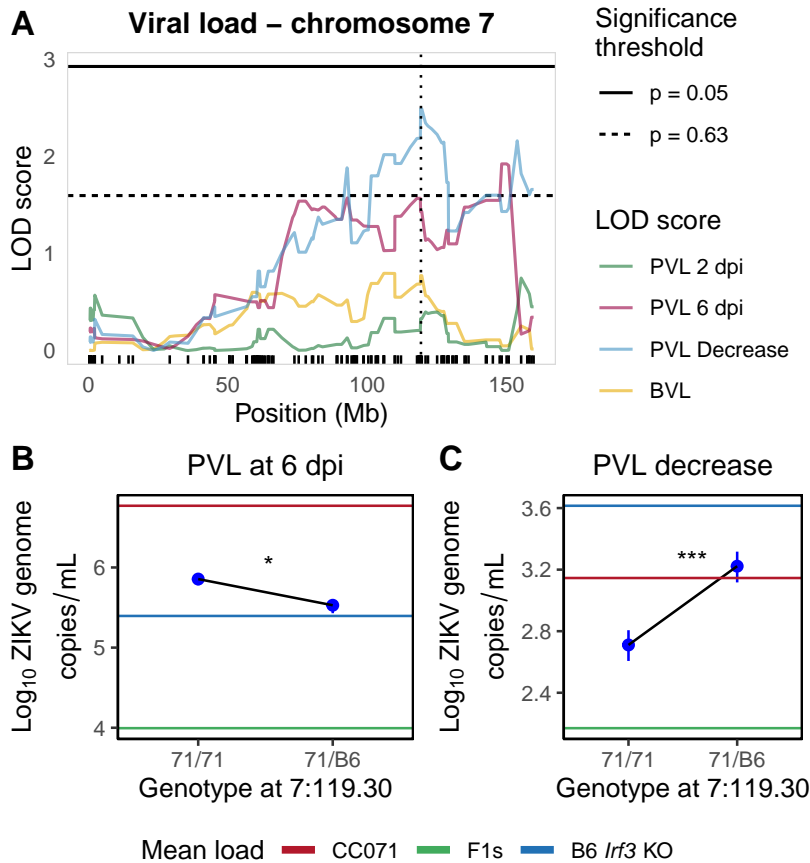 A
Viral load – chromosome 7
LOD score
3
2
1
0
0
50
100
150
Position (Mb)
Significance
threshold
p = 0.05
p = 0.63
LOD score
PVL 2 dpi
PVL 6 dpi
PVL Decrease
BVL
B
PVL at 6 dpi
Log10 ZIKV genome
copies/mL
6
5
4
*
71/71
71/B6
Genotype at 7:119.30
C
PVL decrease
Log10 ZIKV genome
copies/mL
3.6
3.2
2.8
2.4
***
71/71
71/B6
Genotype at 7:119.30
Mean load
CC071
F1s
B6 Irf3 KO